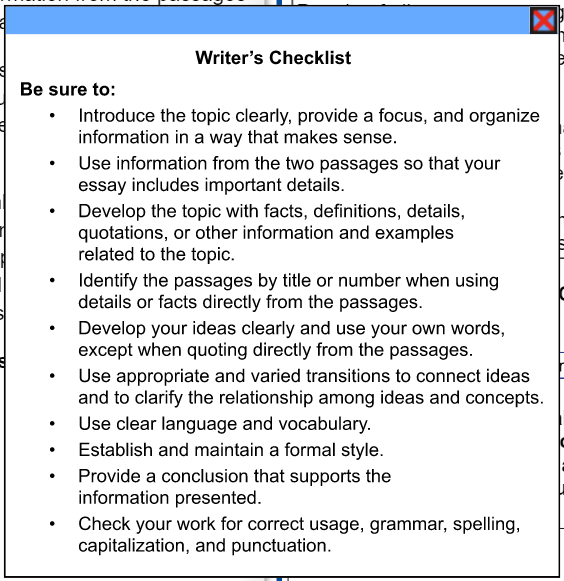 rmation from the passages
Writer's Checklist
Be sure to:
• Introduce the topic clearly, provide a focus, and organize
information in a way that makes sense.
• Use information from the two passages so that your
essay includes important details.
• Develop the topic with facts, definitions, details,
quotations, or other information and examples
related to the topic.
• Identify the passages by title or number when using
details or facts directly from the passages.
• Develop your ideas clearly and use your own words,
except when quoting directly from the passages.
• Use appropriate and varied transitions to connect ideas
and to clarify the relationship among ideas and concepts.
• Use clear language and vocabulary.
• Establish and maintain a formal style.
• Provide a conclusion that supports the
information presented.
• Check your work for correct usage, grammar, spelling,
capitalization, and punctuation.